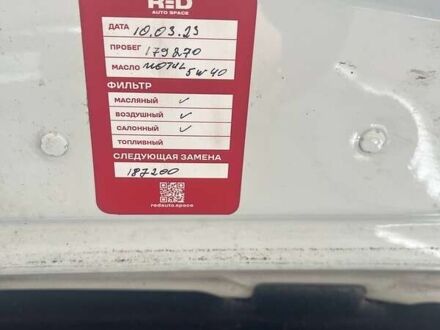 RED
AUTO SPACE
ДАТА 10.03.23
ПРОБЕГ 179270
МАСЛО MOTUL 5W40
ФИЛЬТР
МАСЛЯНЫЙ ✓
ВОЗДУШНЫЙ ✓
САЛОННЫЙ ✓
ТОПЛИВНЫЙ
СЛЕДУЮЩАЯ ЗАМЕНА
187200
redauto.space